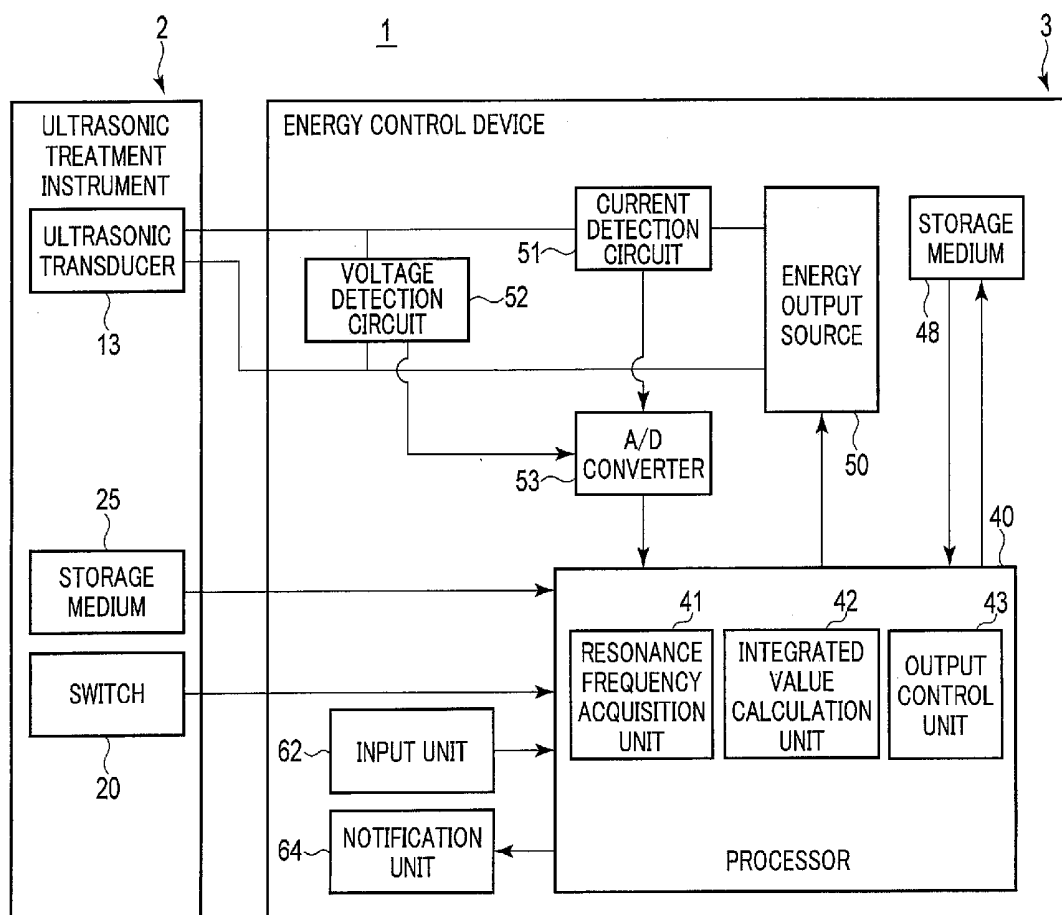 1
2
3
ULTRASONIC
TREATMENT
INSTRUMENT
ULTRASONIC
TRANSDUCER
13
25
STORAGE
MEDIUM
SWITCH
20
ENERGY CONTROL DEVICE
CURRENT
DETECTION
CIRCUIT
51
VOLTAGE
DETECTION
CIRCUIT
52
ENERGY
OUTPUT
SOURCE
50
STORAGE
MEDIUM
48
A/D
CONVERTER
53
40
41
RESONANCE
FREQUENCY
ACQUISITION
UNIT
42
INTEGRATED
VALUE
CALCULATION
UNIT
43
OUTPUT
CONTROL
UNIT
PROCESSOR
62
INPUT UNIT
64
NOTIFICATION
UNIT